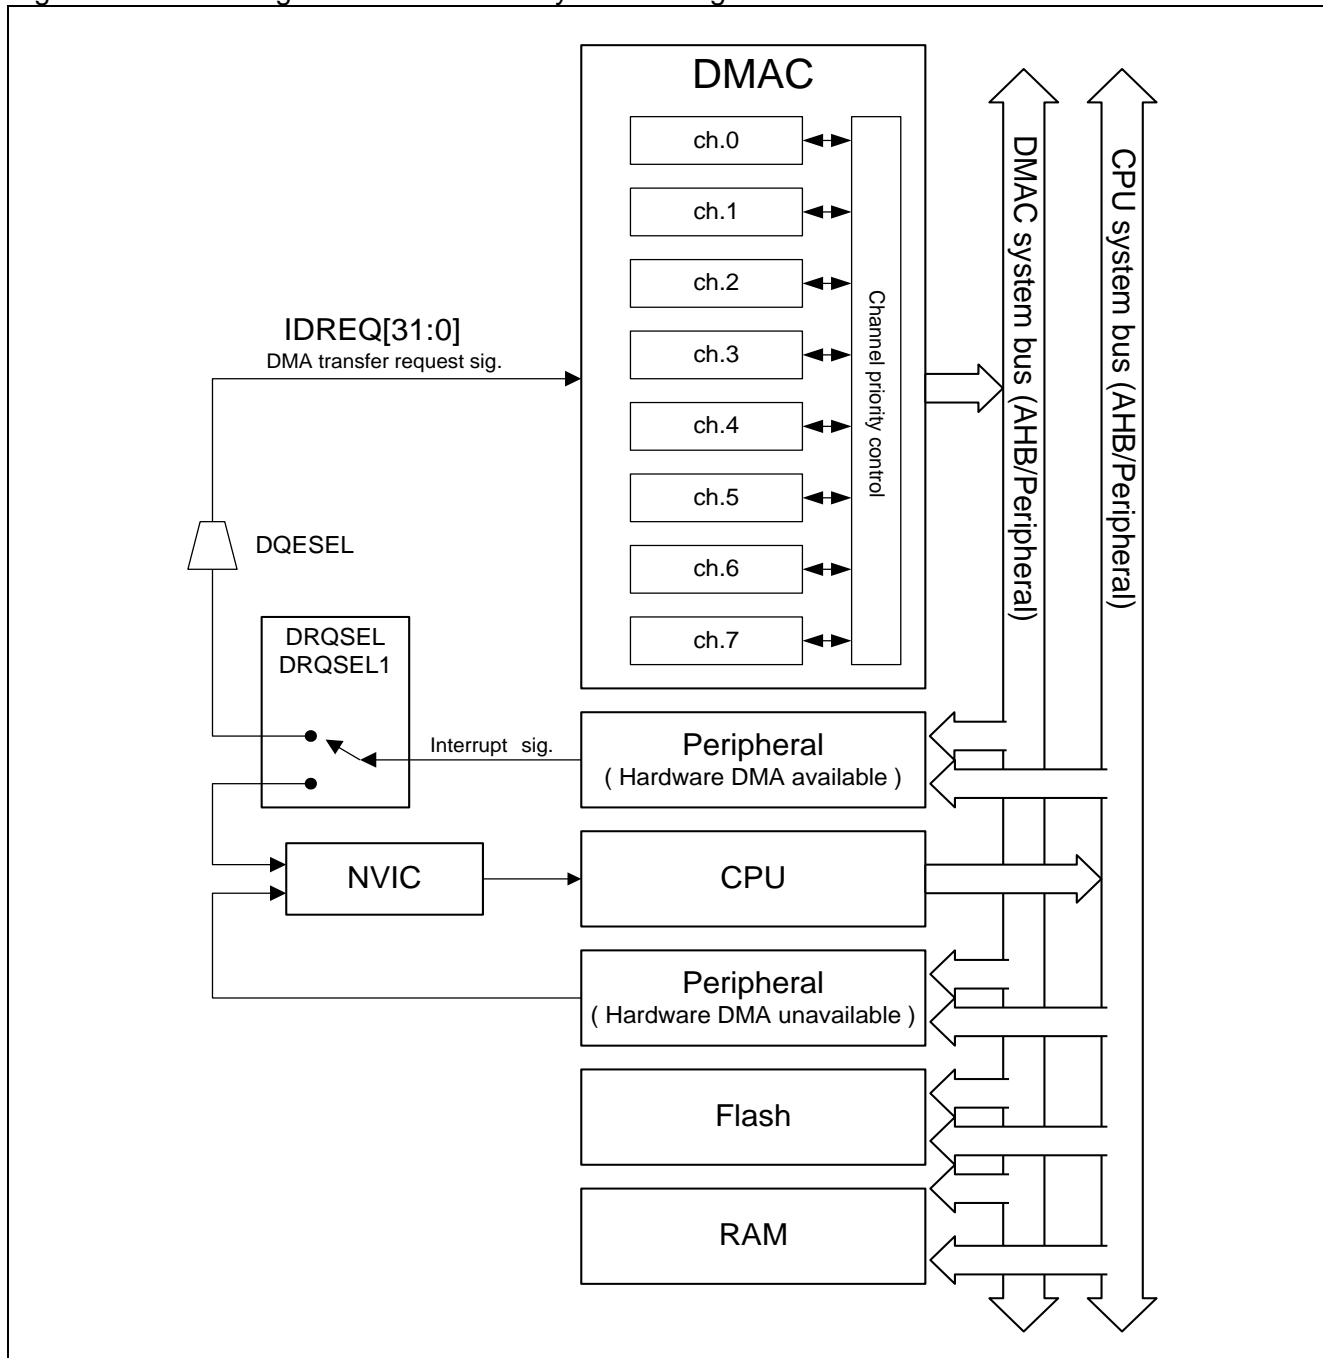 DMAC
ch.0
ch.1
ch.2
ch.3
ch.4
ch.5
ch.6
ch.7
Channel priority control
DMAC system bus (AHB/Peripheral)
CPU system bus (AHB/Peripheral)
IDREQ[31:0]
DMA transfer request sig.
DQESEL
DRQSEL
DRQSEL1
Interrupt sig.
Peripheral
( Hardware DMA available )
NVIC
CPU
Peripheral
( Hardware DMA unavailable )
Flash
RAM